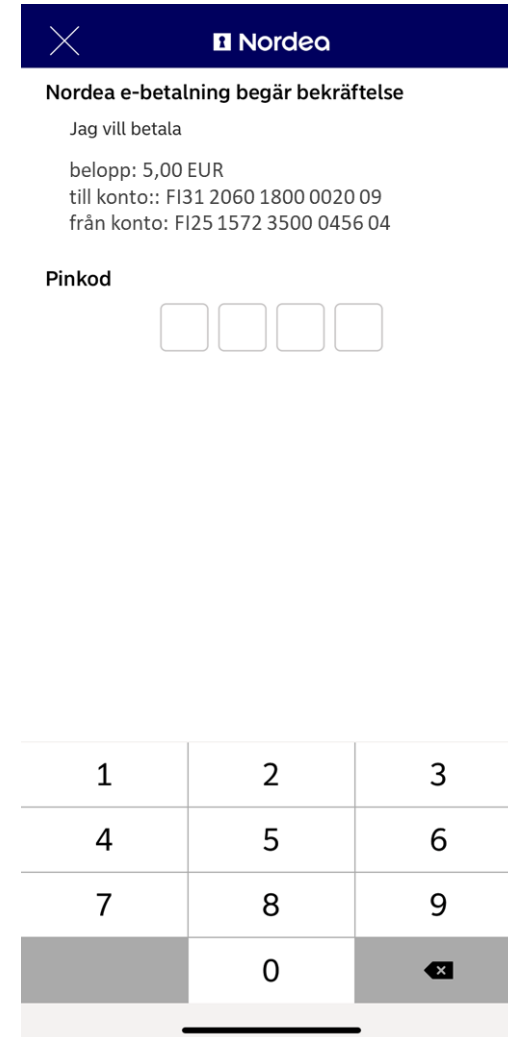 Nordea
Nordea e-betalning begär bekräftelse
Jag vill betala
belopp: 5,00 EUR
till konto:: FI31 2060 1800 0020 09
från konto: FI25 1572 3500 0456 04
Pinkod
1 2 3
4 5 6
7 8 9
0